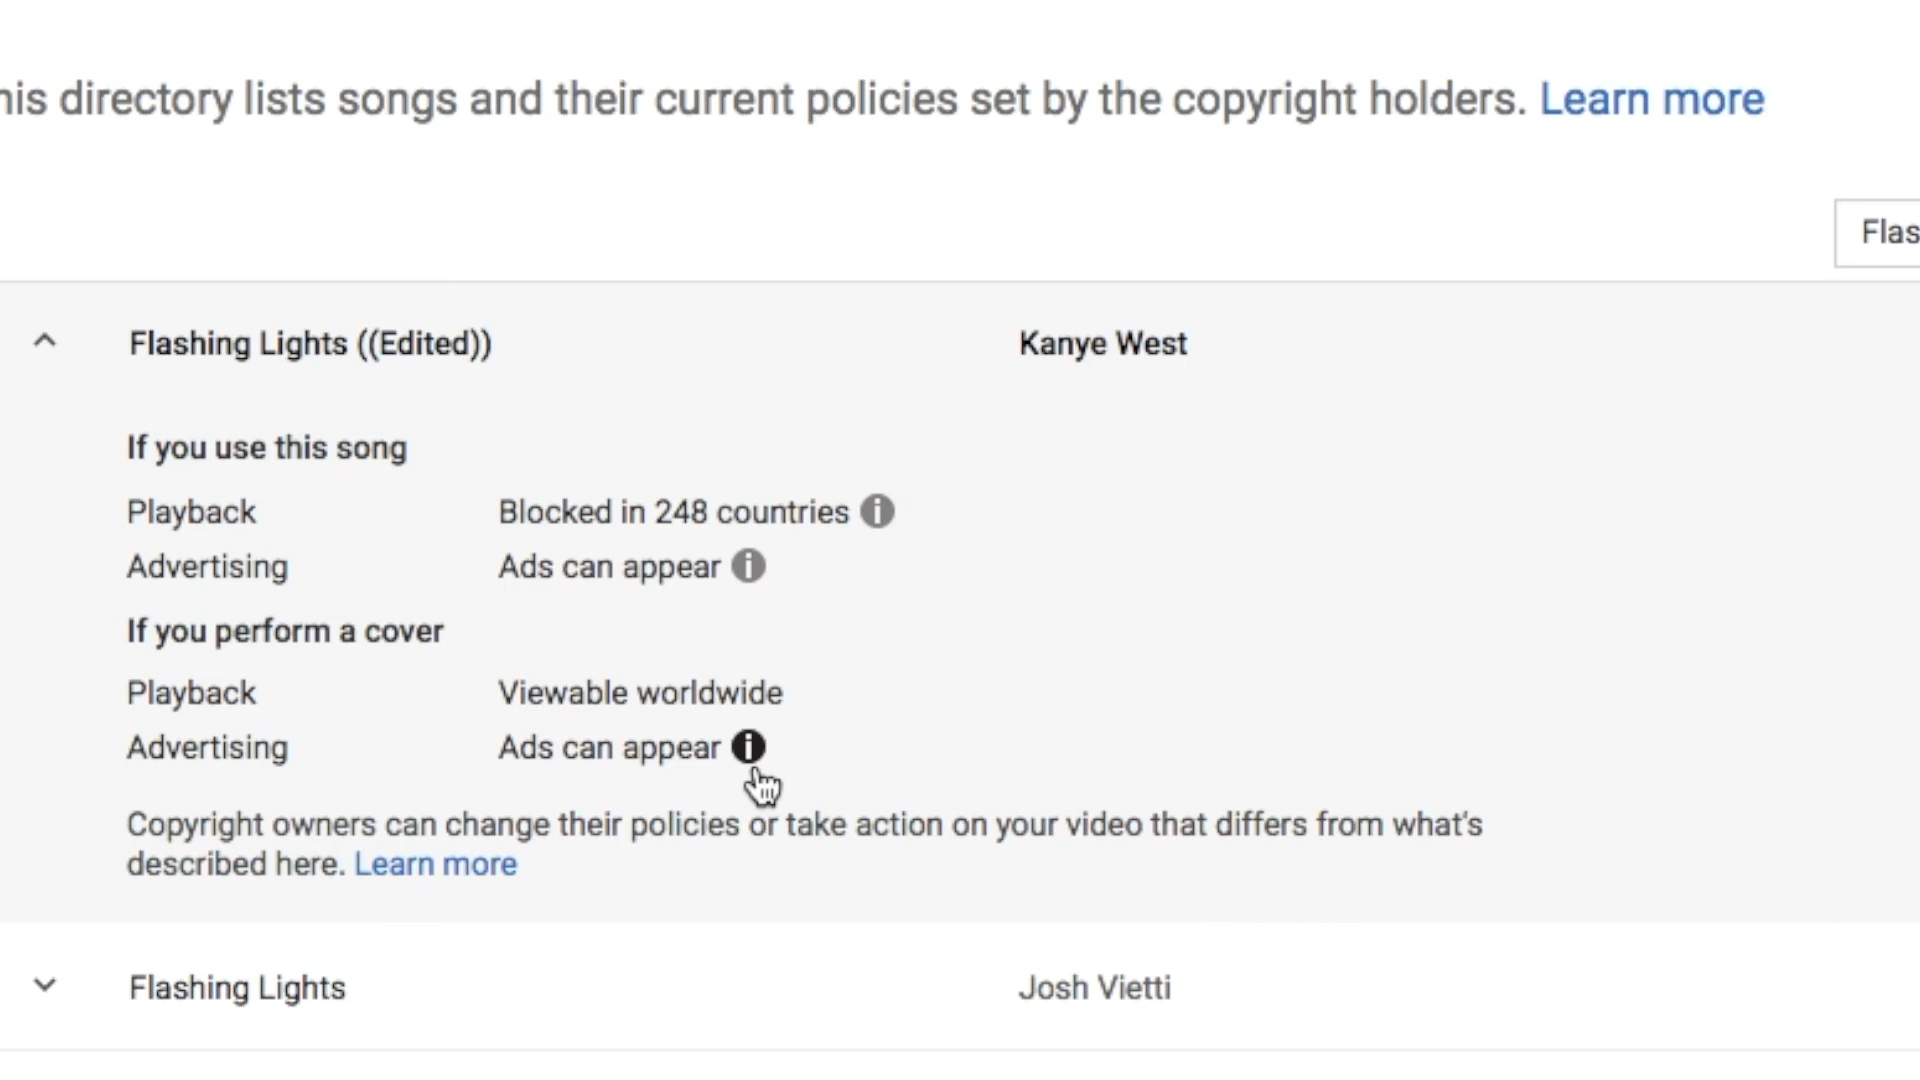 his directory lists songs and their current policies set by the copyright holders. Learn more
Flas
Flashing Lights ((Edited)) Kanye West
If you use this song
Playback Blocked in 248 countries
Advertising Ads can appear
If you perform a cover
Playback Viewable worldwide
Advertising Ads can appear
Copyright owners can change their policies or take action on your video that differs from what's
described here. Learn more
Flashing Lights Josh Vietti